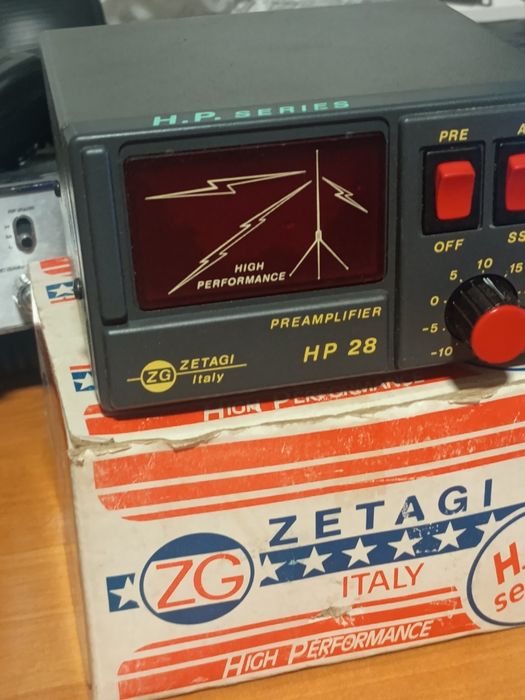 H.P. SERIES
PRE
OFF
HIGH
PERFORMANCE
PREAMPLIFIER
HP 28
ZG ZETAGI
Italy
SS
15
10
5
0
-5
-10
HIGH PERFORMANCE
ZETAGI
ZG
ITALY
HIGH PERFORMANCE